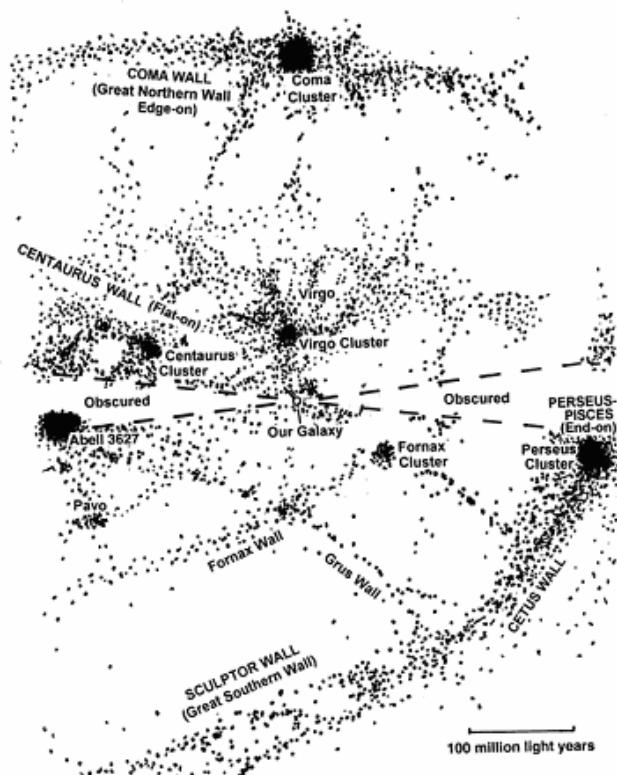 COMA WALL
(Great Northern Wall
Edge-on)
Coma
Cluster
CENTAURUS WALL (Flat-on)
Virgo
Virgo Cluster
Centaurus
Cluster
Obscured
Obscured
PERSEUS-
PISCES
(End-on)
Our Galaxy
Abell 3627
Fornax
Cluster
Perseus
Cluster
Pavo
Fornax Wall
Grus Wall
CETUS WALL
SCULPTOR WALL
(Great Southern Wall)
100 million light years